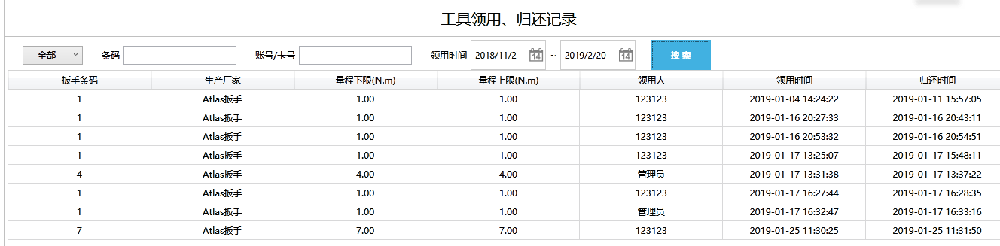 工具领用、归还记录
全部 条码 账号/卡号 领用时间 2018/11/2 14 ~ 2019/2/20 14 搜索
扳手条码 生产厂家 量程下限(N.m) 量程上限(N.m) 领用人 领用时间 归还时间
1 Atlas扳手 1.00 1.00 123123 2019-01-04 14:24:22 2019-01-11 15:57:05
1 Atlas扳手 1.00 1.00 123123 2019-01-16 20:27:33 2019-01-16 20:43:11
1 Atlas扳手 1.00 1.00 123123 2019-01-16 20:53:32 2019-01-16 20:54:51
1 Atlas扳手 1.00 1.00 123123 2019-01-17 13:25:07 2019-01-17 15:48:11
4 Atlas扳手 4.00 4.00 管理员 2019-01-17 13:31:38 2019-01-17 13:37:22
1 Atlas扳手 1.00 1.00 123123 2019-01-17 16:27:44 2019-01-17 16:28:35
1 Atlas扳手 1.00 1.00 管理员 2019-01-17 16:32:47 2019-01-17 16:33:16
7 Atlas扳手 7.00 7.00 123123 2019-01-25 11:30:25 2019-01-25 11:31:50